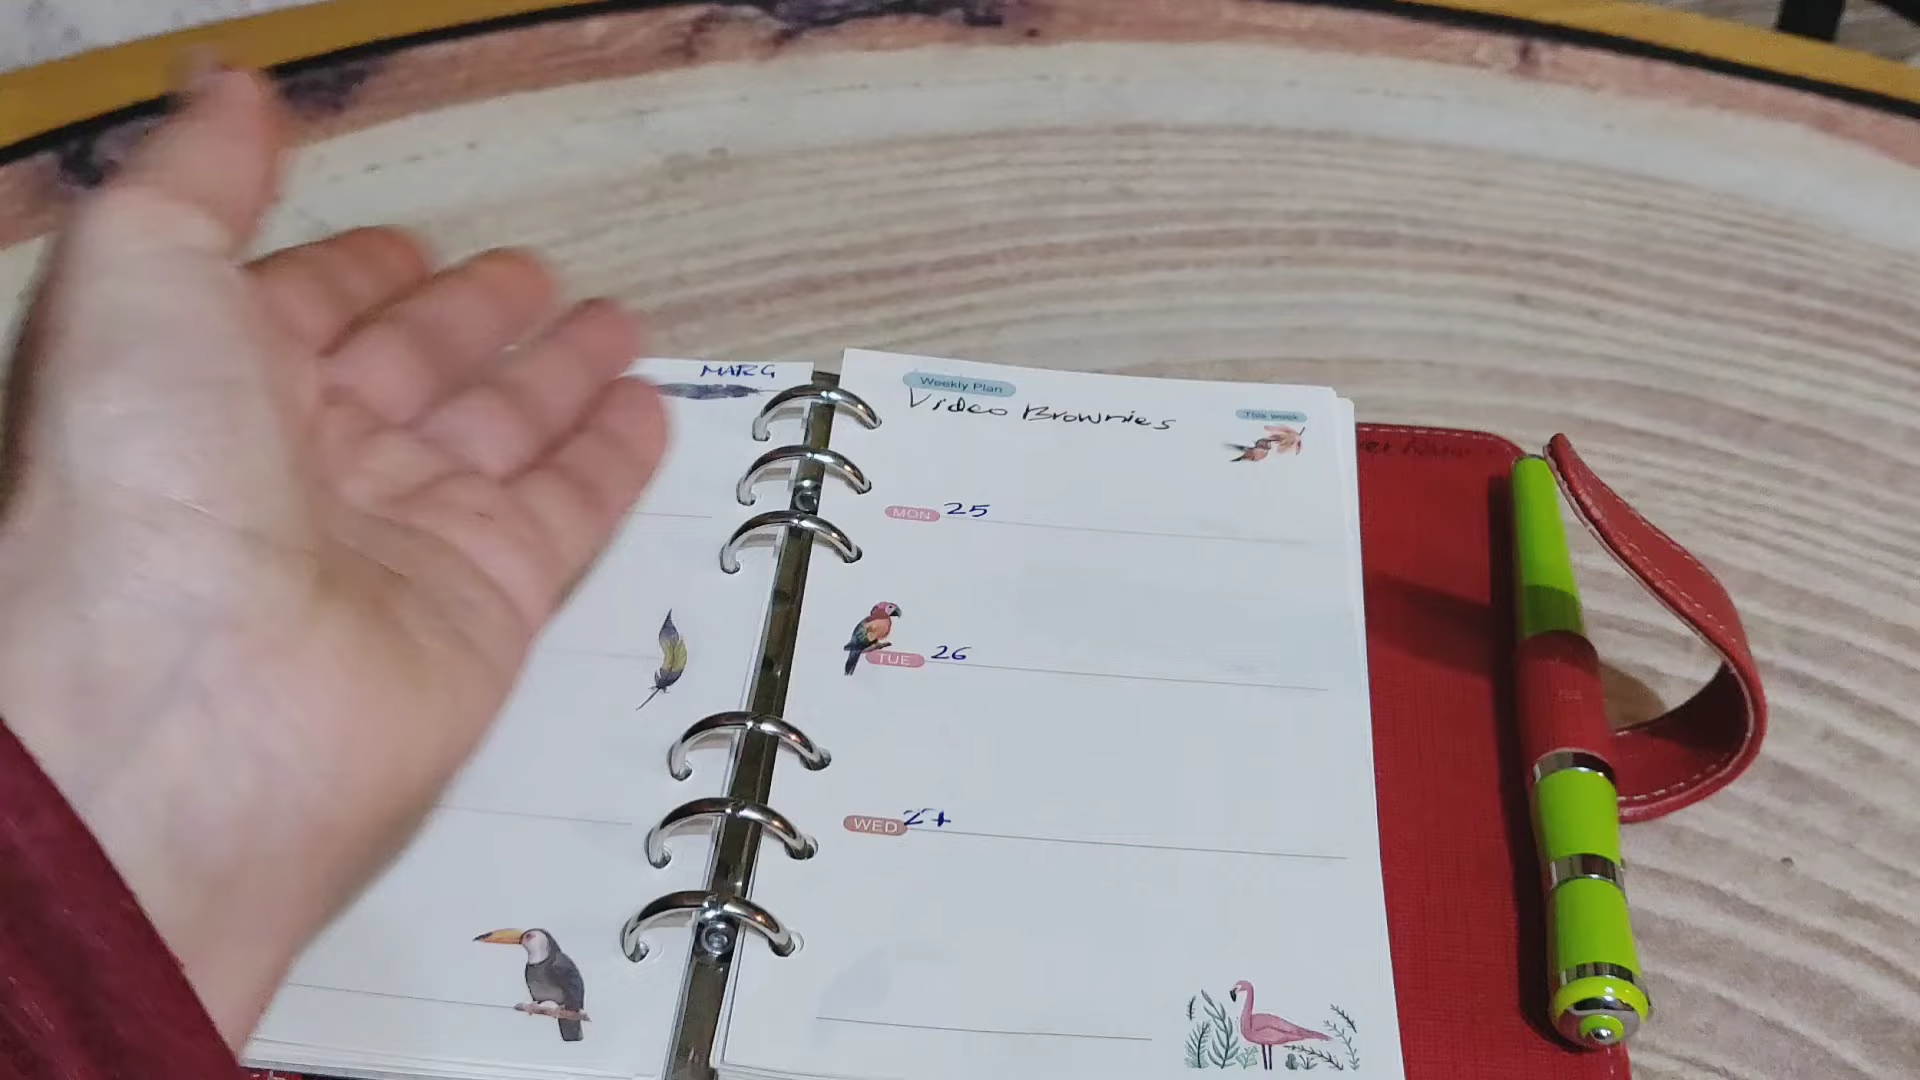 MARG
Weekly Plan
Video Brownies
This week
MON 25
TUE 26
WED 27